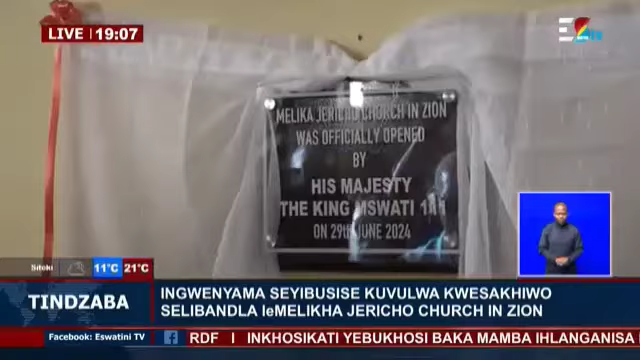 LIVE 19:07
MELIKA JERICHO CHURCH IN ZION
WAS OFFICIALLY OPENED
BY
HIS MAJESTY
THE KING MSWATI 111
ON 29th JUNE 2024
Siteki 11°C 21°C
TINDZABA
INGWENYAMA SEYIBUSISE KUVULWA KWESAKHIWO
SELIBANDLA leMELIKHA JERICHO CHURCH IN ZION
Facebook: Eswatini TV RDF I INKHOSIKATI YEBUKHOSI BAKA MAMBA IHLANGANISA